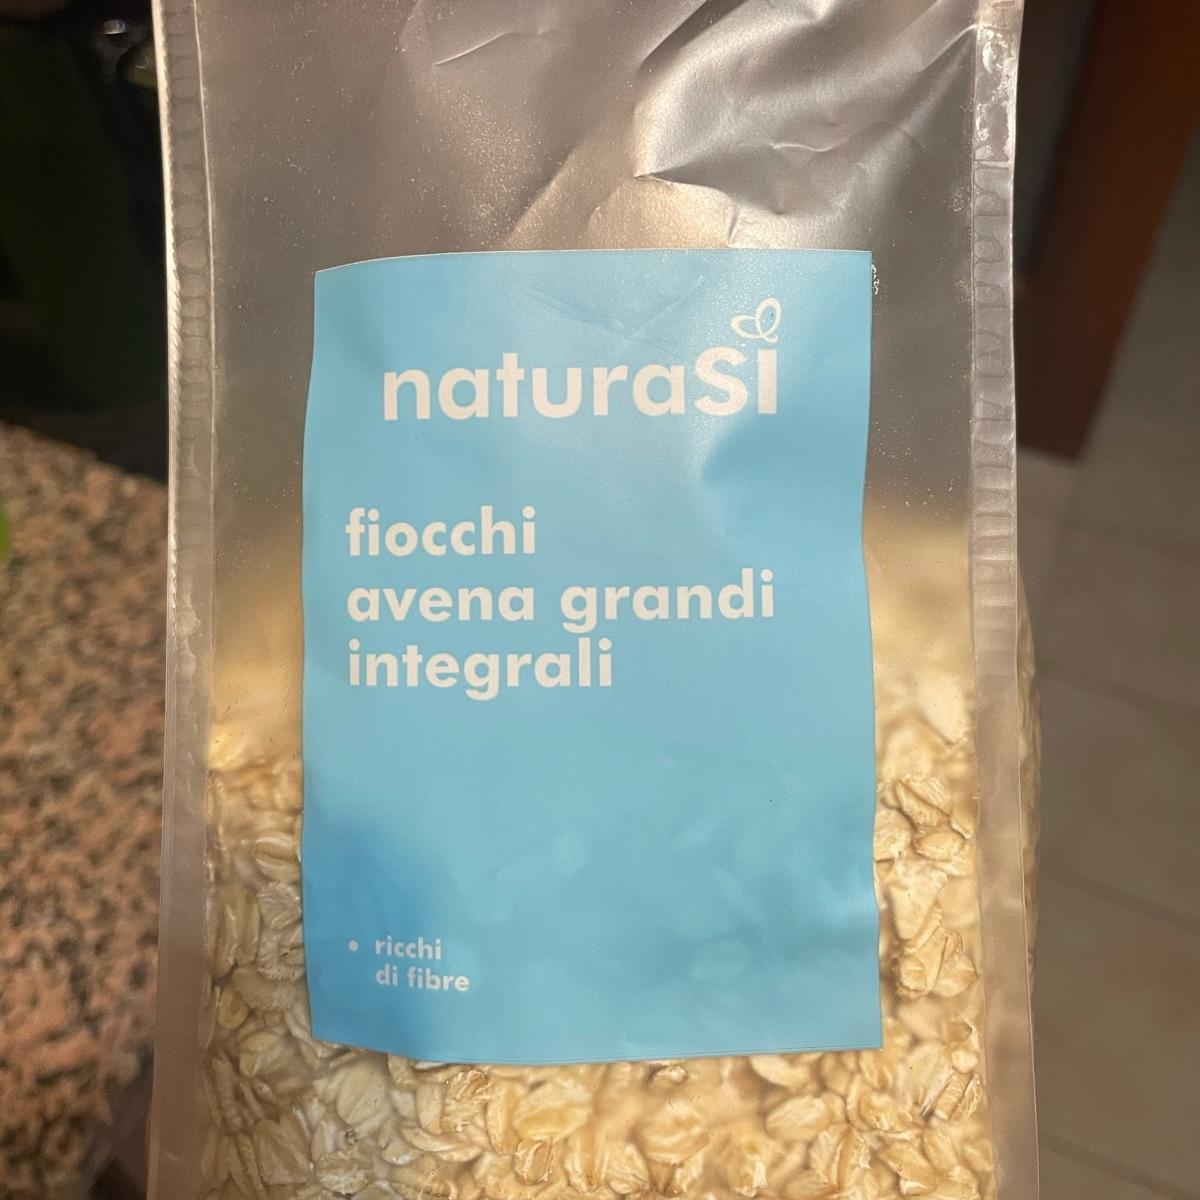 naturaSì
fiocchi
avena grandi
integrali
• ricchi
di fibre